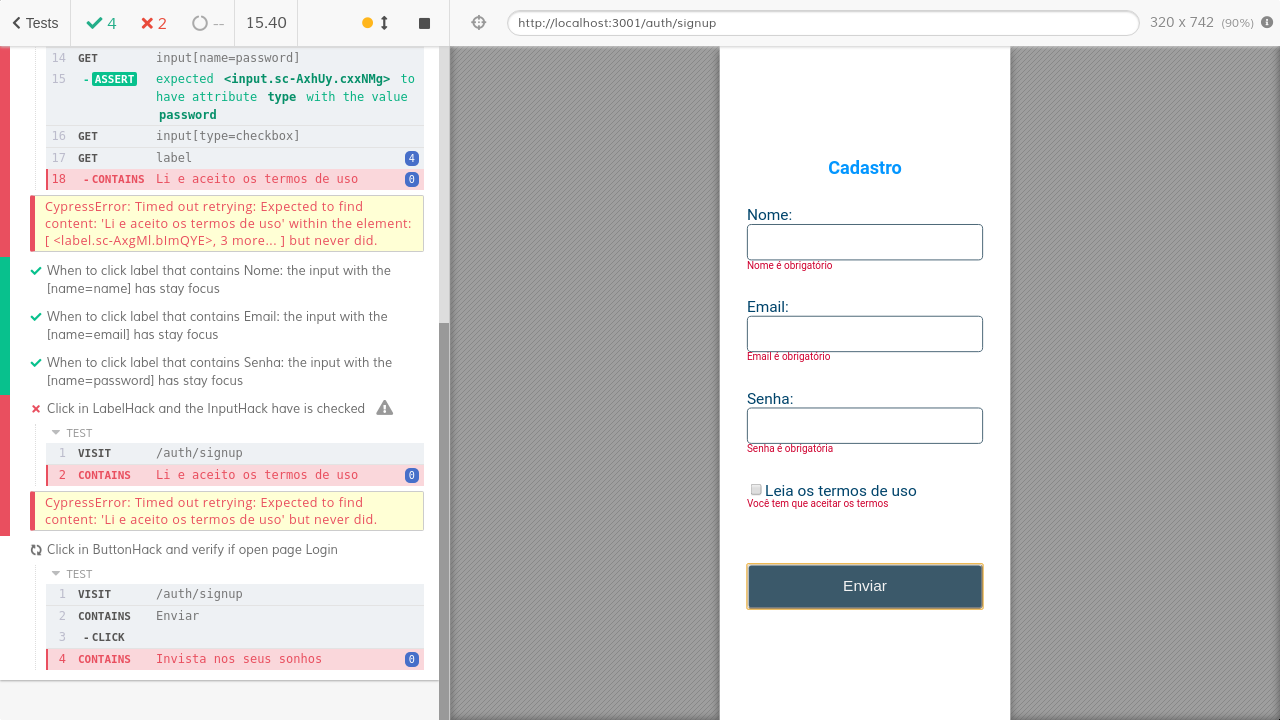 Tests
4
2
--
15.40
http://localhost:3001/auth/signup
320 x 742 (90%)
14 GET input[name=password]
15 -ASSERT expected <input.sc-AxhUy.cxxNMg> to
have attribute type with the value
password
16 GET input[type=checkbox]
17 GET label 4
18 -CONTAINS Li e aceito os termos de uso 0
CypressError: Timed out retrying: Expected to find
content: 'Li e aceito os termos de uso' within the element:
[ <label.sc-AxgMl.bImQYE>, 3 more... ] but never did.
When to click label that contains Nome: the input with the
[name=name] has stay focus
When to click label that contains Email: the input with the
[name=email] has stay focus
When to click label that contains Senha: the input with the
[name=password] has stay focus
Click in LabelHack and the InputHack have is checked
TEST
1 VISIT /auth/signup
2 CONTAINS Li e aceito os termos de uso 0
CypressError: Timed out retrying: Expected to find
content: 'Li e aceito os termos de uso' but never did.
Click in ButtonHack and verify if open page Login
TEST
1 VISIT /auth/signup
2 CONTAINS Enviar
3 -CLICK
4 CONTAINS Invista nos seus sonhos 0
Cadastro
Nome:
Nome é obrigatório
Email:
Email é obrigatório
Senha:
Senha é obrigatória
Leia os termos de uso
Você tem que aceitar os termos
Enviar